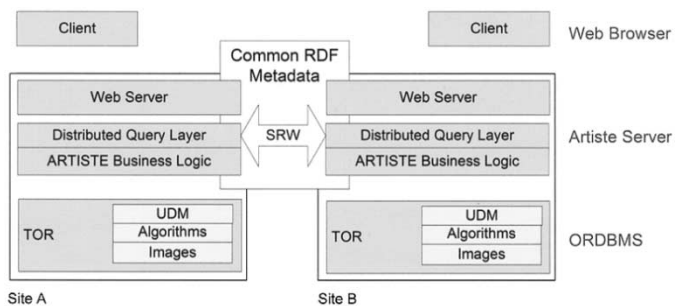 Client
Client
Web Browser
Common RDF
Metadata
Web Server
Web Server
Distributed Query Layer
SRW
Distributed Query Layer
Artiste Server
ARTISTE Business Logic
ARTISTE Business Logic
TOR
UDM
Algorithms
Images
TOR
UDM
Algorithms
Images
ORDBMS
Site A
Site B